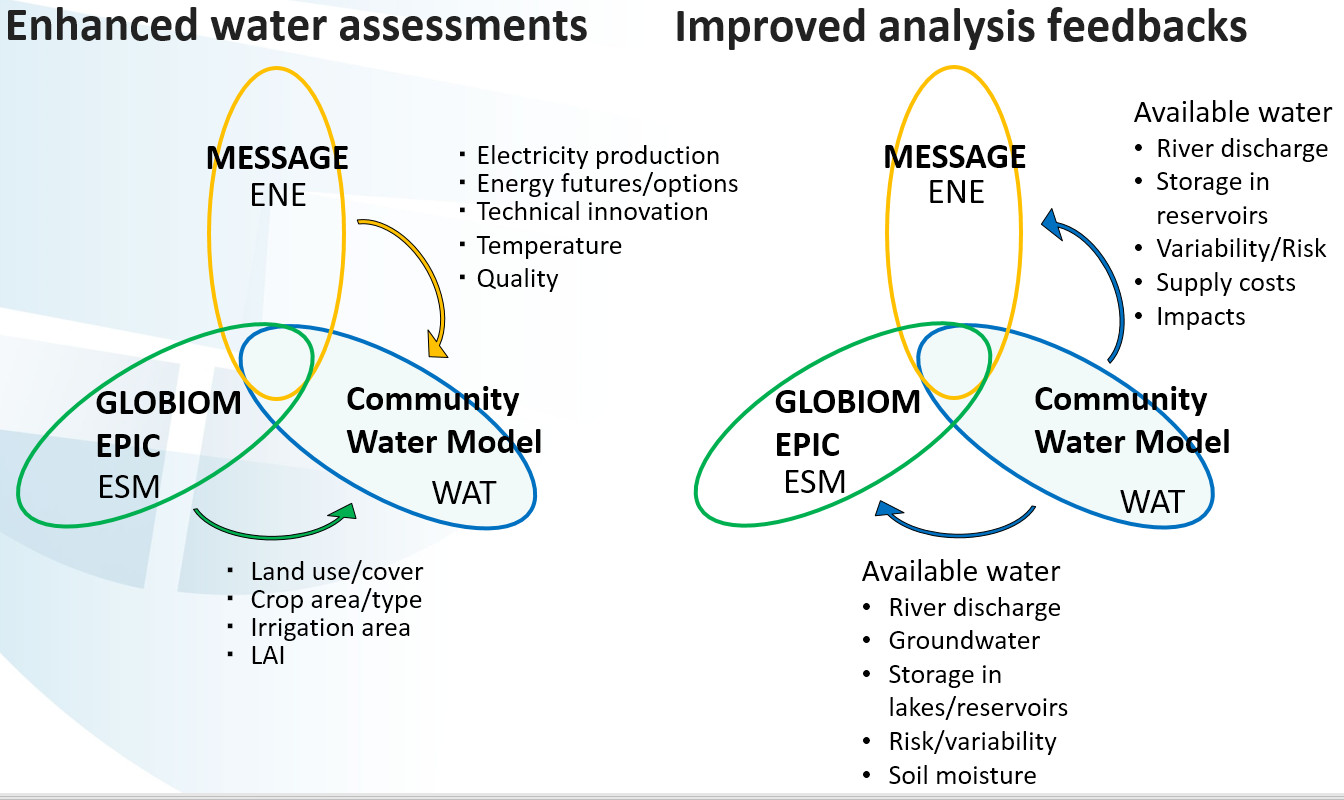 Enhanced water assessments
MESSAGE
ENE
▪ Electricity production
▪ Energy futures/options
▪ Technical innovation
▪ Temperature
▪ Quality
GLOBIOM
EPIC
ESM
Community
Water Model
WAT
▪ Land use/cover
▪ Crop area/type
▪ Irrigation area
▪ LAI
Improved analysis feedbacks
MESSAGE
ENE
Available water
• River discharge
• Storage in
reservoirs
• Variability/Risk
• Supply costs
• Impacts
GLOBIOM
EPIC
ESM
Community
Water Model
WAT
Available water
• River discharge
• Groundwater
• Storage in
lakes/reservoirs
• Risk/variability
• Soil moisture